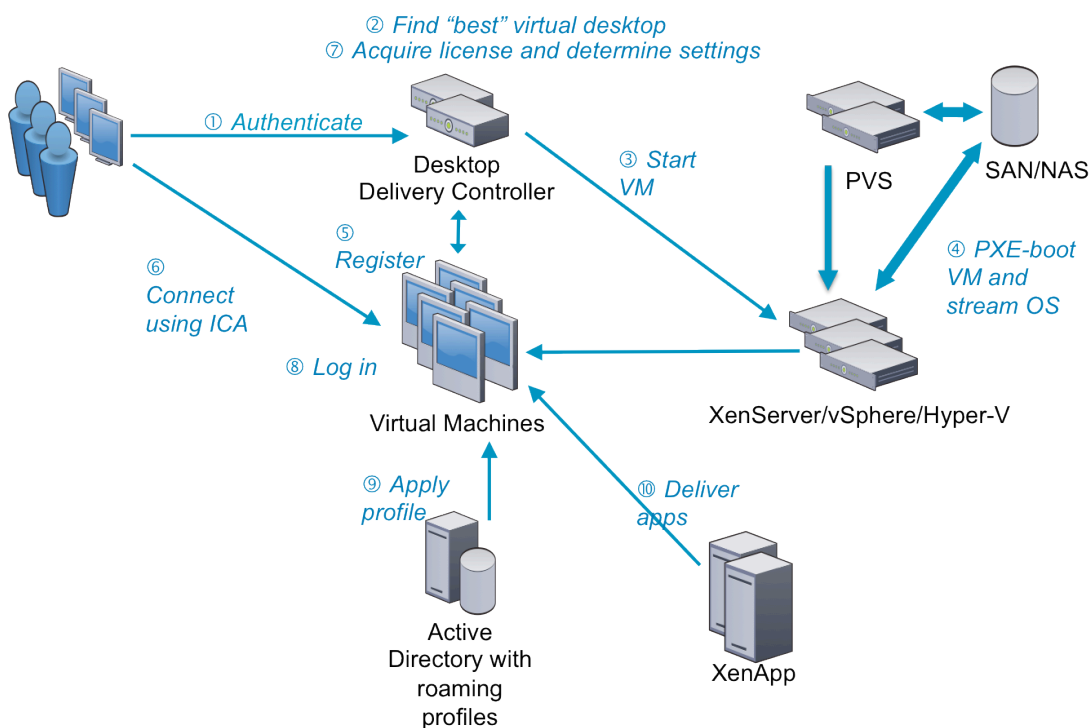 ② Find “best” virtual desktop
⑦ Acquire license and determine settings
① Authenticate
Desktop
Delivery Controller
③ Start
VM
PVS
SAN/NAS
④ PXE-boot
VM and
stream OS
⑤
Register
⑥
Connect
using ICA
⑧ Log in
Virtual Machines
XenServer/vSphere/Hyper-V
⑨ Apply
profile
⑩ Deliver
apps
Active
Directory with
roaming
profiles
XenApp